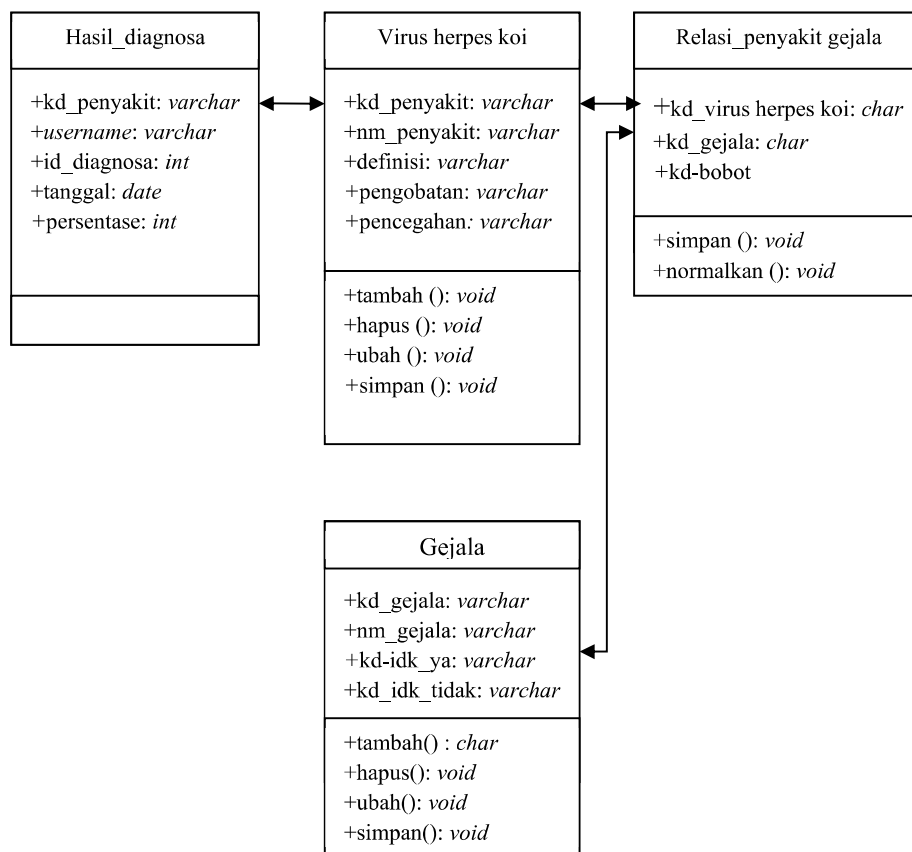 Hasil_diagnosa
+kd_penyakit: varchar
+username: varchar
+id_diagnosa: int
+tanggal: date
+persentase: int
Virus herpes koi
+kd_penyakit: varchar
+nm_penyakit: varchar
+definisi: varchar
+pengobatan: varchar
+pencegahan: varchar
+tambah (): void
+hapus (): void
+ubah (): void
+simpan (): void
Relasi_penyakit gejala
+kd_virus herpes koi: char
+kd_gejala: char
+kd-bobot
+simpan (): void
+normalkan (): void
Gejala
+kd_gejala: varchar
+nm_gejala: varchar
+kd-idk_ya: varchar
+kd_idk_tidak: varchar
+tambah() : char
+hapus(): void
+ubah(): void
+simpan(): void